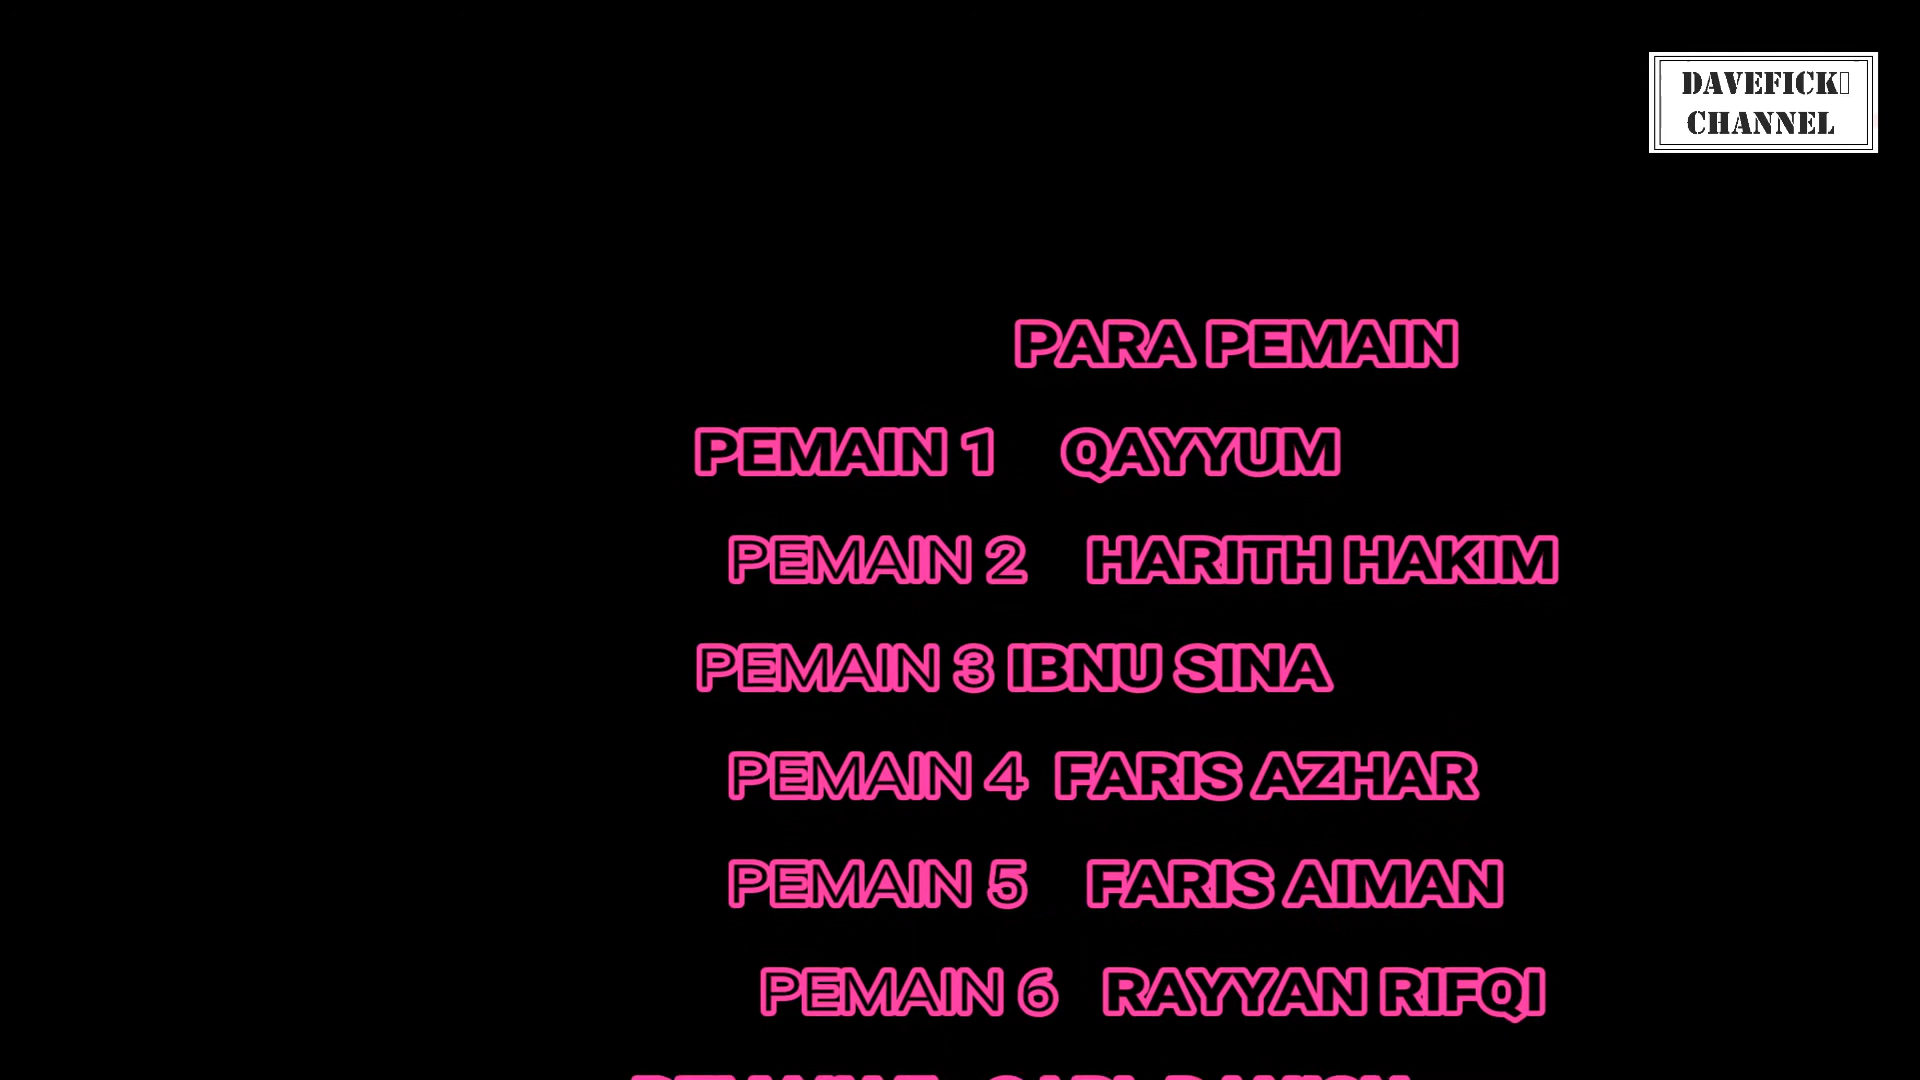 DAVEFICK
CHANNEL
PARA PEMAIN
PEMAIN 1 QAYYUM
PEMAIN 2 HARITH HAKIM
PEMAIN 3 IBNU SINA
PEMAIN 4 FARIS AZHAR
PEMAIN 5 FARIS AIMAN
PEMAIN 6 RAYYAN RIFQI